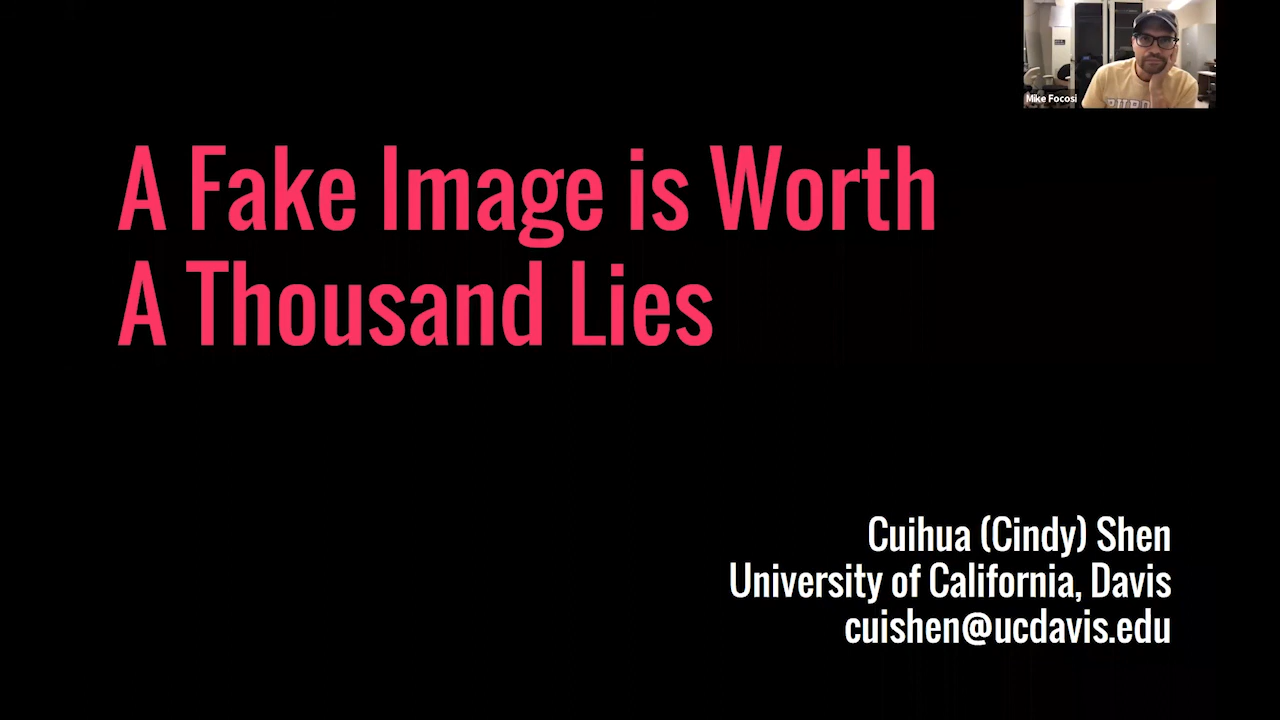 Mike Focosi
A Fake Image is Worth
A Thousand Lies
Cuihua (Cindy) Shen
University of California, Davis
cuishen@ucdavis.edu